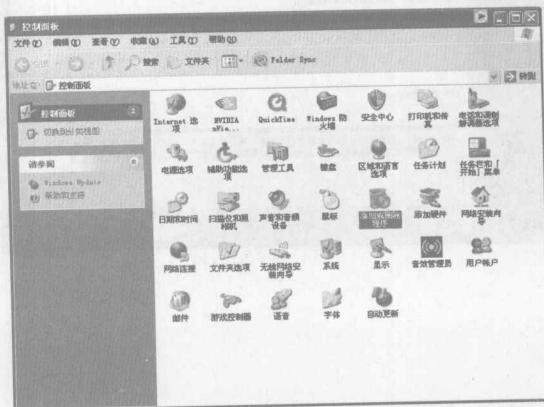 控制面板
文件(F) 编辑(E) 查看(V) 收藏(A) 工具(T) 帮助(H)
搜索 文件夹 Folder Sync
控制面板 转到
控制面板
切换到分类视图
请参阅
Windows Update
帮助和支持
Internet 选项
NVIDIA nVie...
QuickTime
Windows 防火墙
安全中心
打印机和传真
电话和调制解调器选项
电源选项
辅助功能选项
管理工具
键盘
区域和语言选项
任务计划
任务栏和「开始」菜单
日期和时间
扫描仪和照相机
声音和音频设备
鼠标
添加或删除程序
添加硬件
网络安装向导
网络连接
文件夹选项
无线网络安装向导
系统
显示
音效管理员
用户帐户
邮件
游戏控制器
语音
字体
自动更新